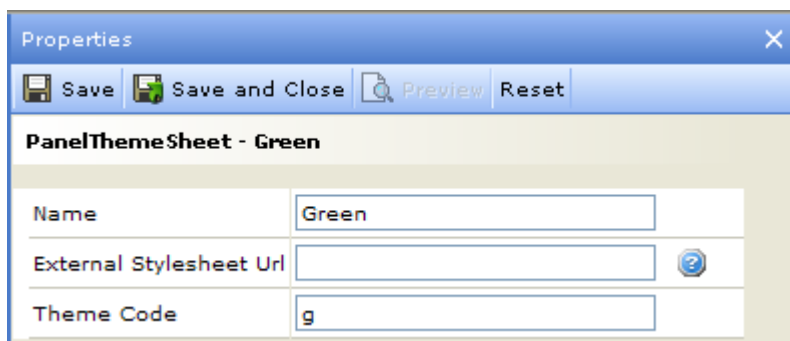 Properties
Save Save and Close Preview Reset
PanelThemeSheet - Green
Name Green
External Stylesheet Url
Theme Code g